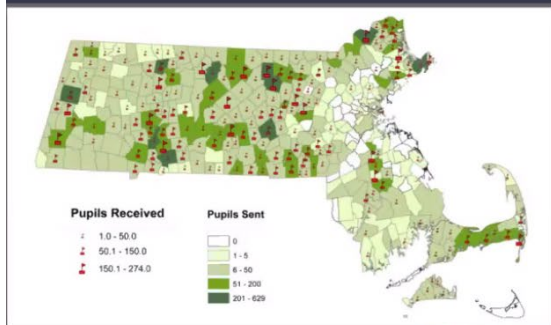 Pupils Received
1.0 - 50.0
50.1 - 150.0
150.1 - 274.0
Pupils Sent
0
1 - 5
6 - 50
51 - 200
201 - 629